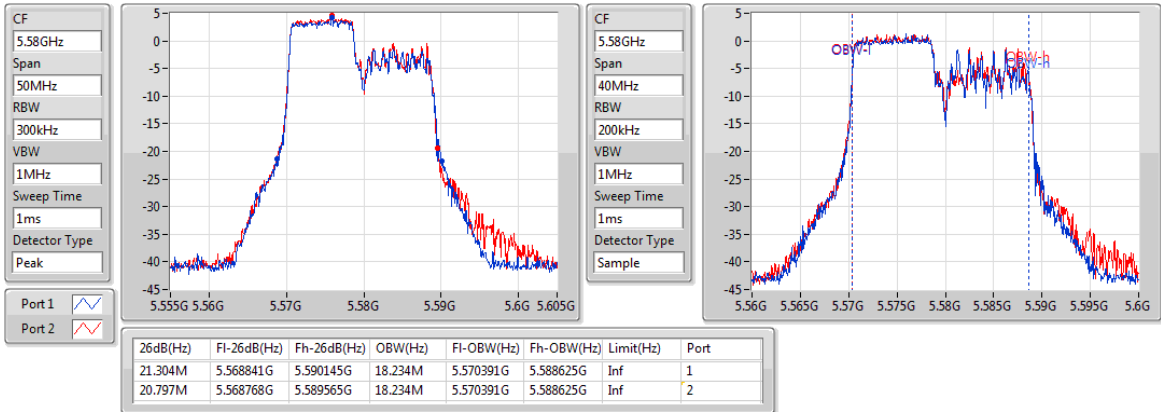 CF
5.58GHz
Span
50MHz
RBW
300kHz
VBW
1MHz
Sweep Time
1ms
Detector Type
Peak
Port 1
Port 2
5
0
-5
-10
-15
-20
-25
-30
-35
-40
-45
5.555G 5.56G 5.57G 5.58G 5.59G 5.6G 5.605G
CF
5.58GHz
Span
40MHz
RBW
200kHz
VBW
1MHz
Sweep Time
1ms
Detector Type
Sample
5
0
-5
-10
-15
-20
-25
-30
-35
-40
-45
OBW-l
OBW-h
OBW-h
5.56G 5.565G 5.57G 5.575G 5.58G 5.585G 5.59G 5.595G 5.6G
26dB(Hz) Fl-26dB(Hz) Fh-26dB(Hz) OBW(Hz) Fl-OBW(Hz) Fh-OBW(Hz) Limit(Hz) Port
21.304M 5.568841G 5.590145G 18.234M 5.570391G 5.588625G Inf 1
20.797M 5.568768G 5.589565G 18.234M 5.570391G 5.588625G Inf 2